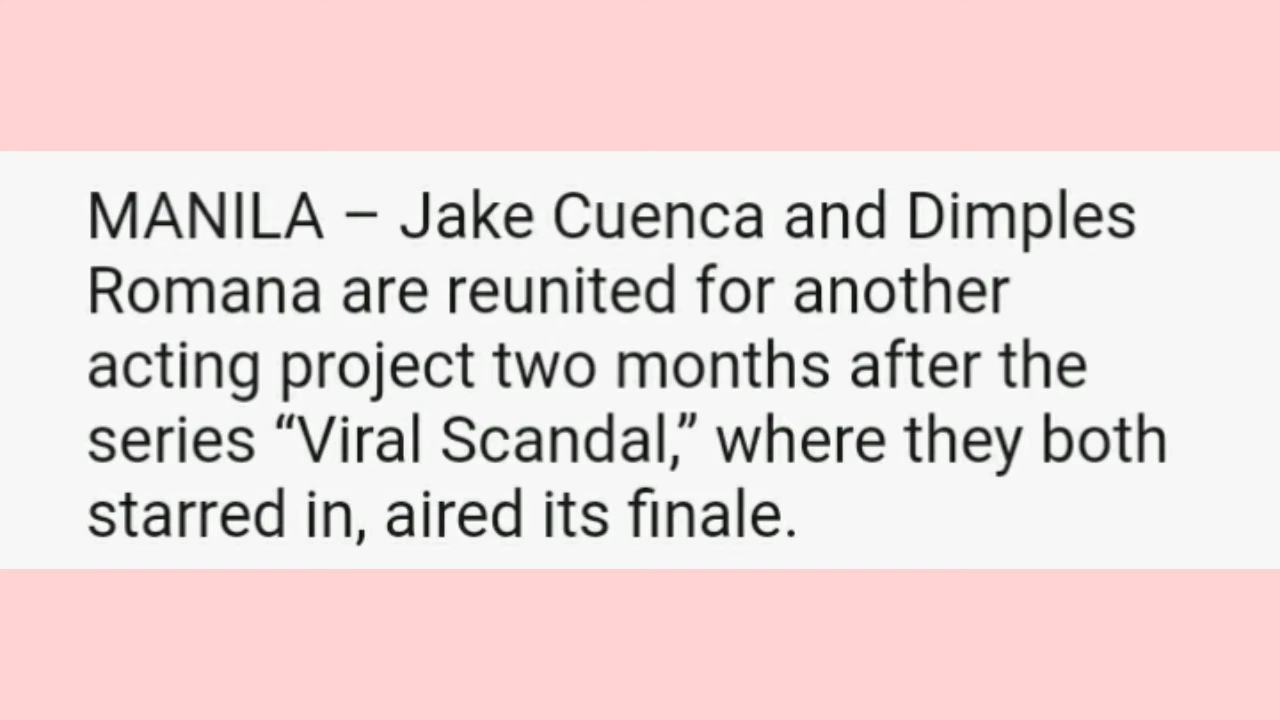 MANILA – Jake Cuenca and Dimples
Romana are reunited for another
acting project two months after the
series “Viral Scandal,” where they both
starred in, aired its finale.